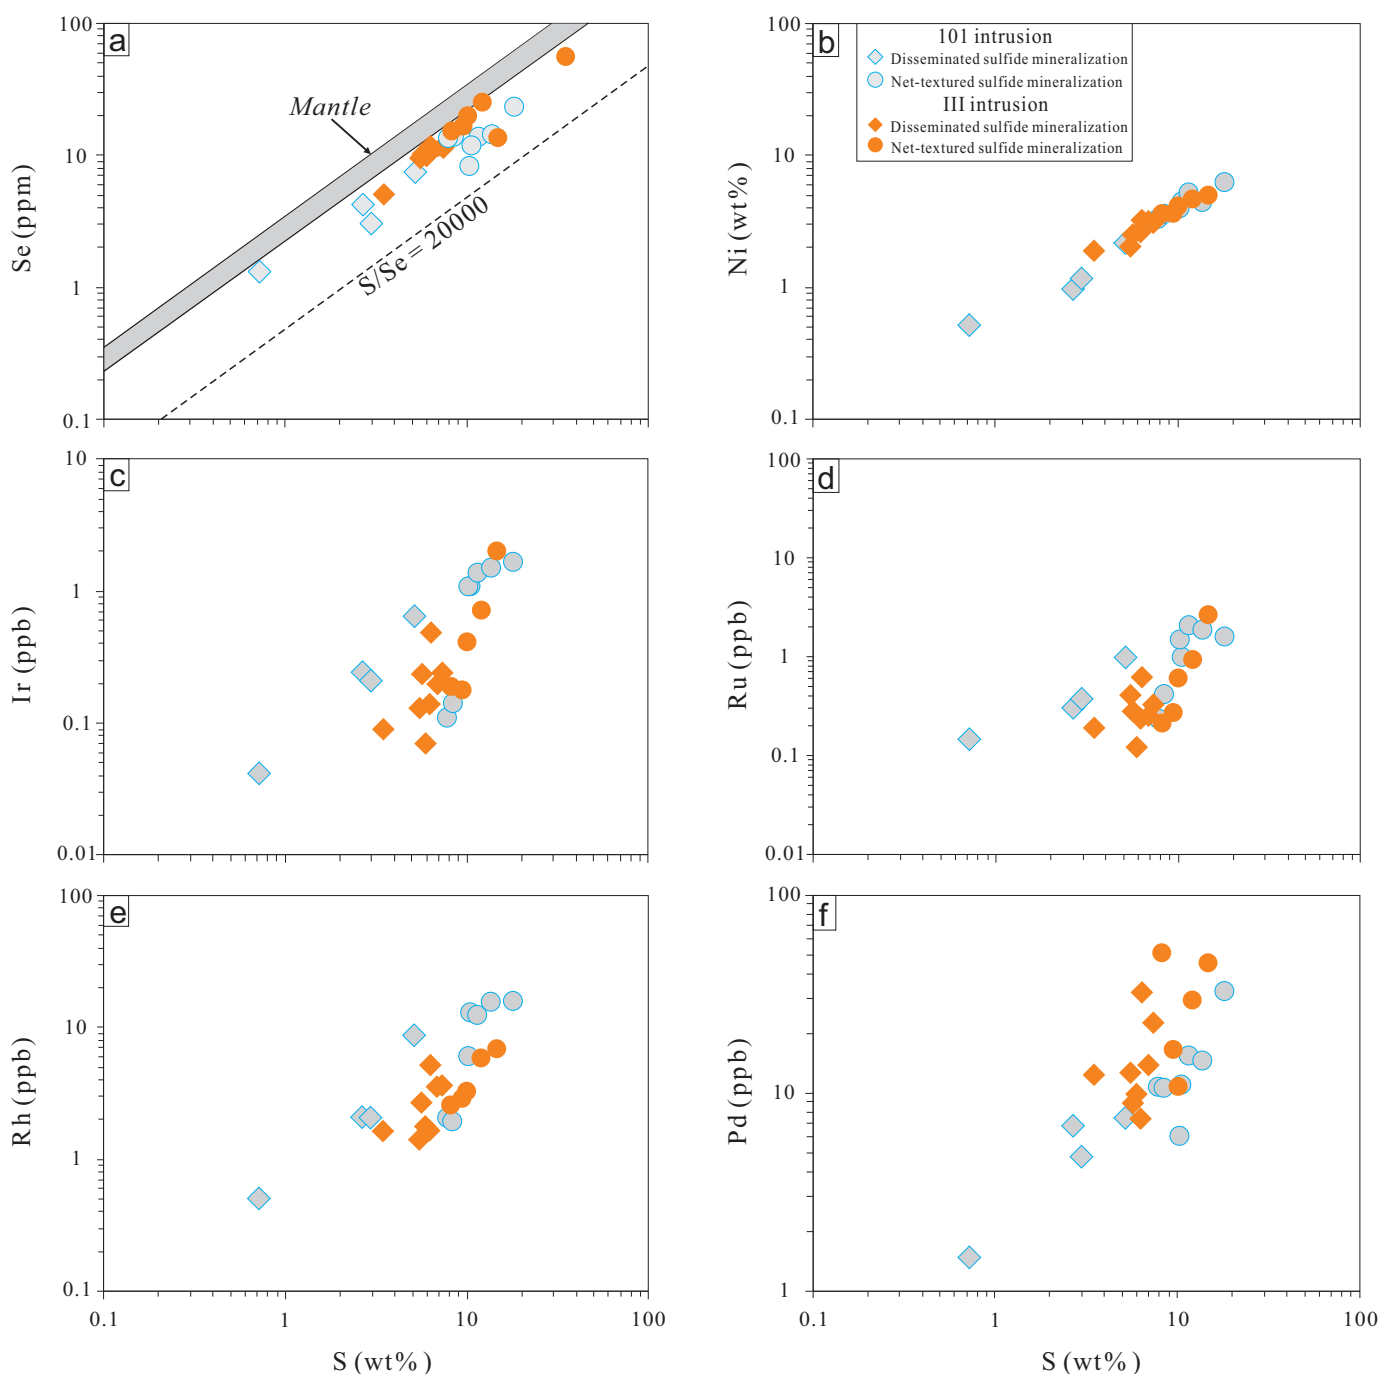 100
10
1
0.1
Se (ppm)
a
Mantle
S/Se = 20000
100
10
1
0.1
Ni (wt%)
b
101 intrusion
Disseminated sulfide mineralization
Net-textured sulfide mineralization
III intrusion
Disseminated sulfide mineralization
Net-textured sulfide mineralization
10
1
0.1
0.01
Ir (ppb)
c
100
10
1
0.1
0.01
Ru (ppb)
d
100
10
1
0.1
Rh (ppb)
e
0.1
1
10
100
S (wt%)
100
10
1
Pd (ppb)
f
0.1
1
10
100
S (wt%)